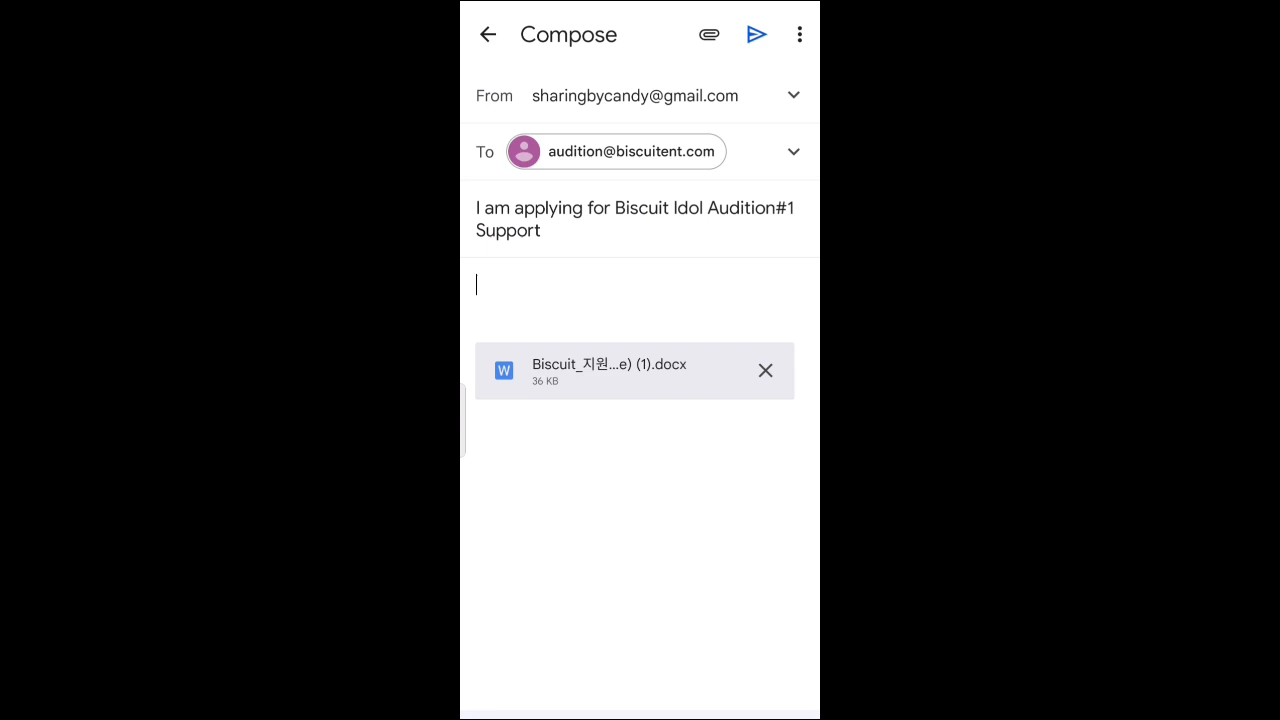 Compose
From sharingbycandy@gmail.com
To audition@biscuitent.com
I am applying for Biscuit Idol Audition#1
Support
W Biscuit_지원...e) (1).docx
36 KB